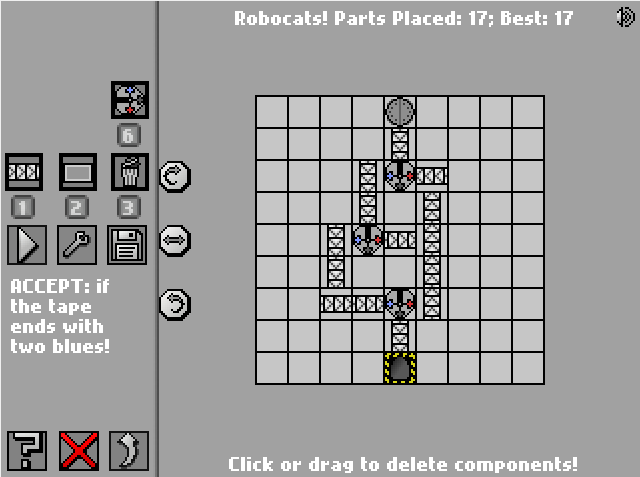 Robocats! Parts Placed: 17; Best: 17
6
1 2 3
ACCEPT: if
the tape
ends with
two blues!
Click or drag to delete components!